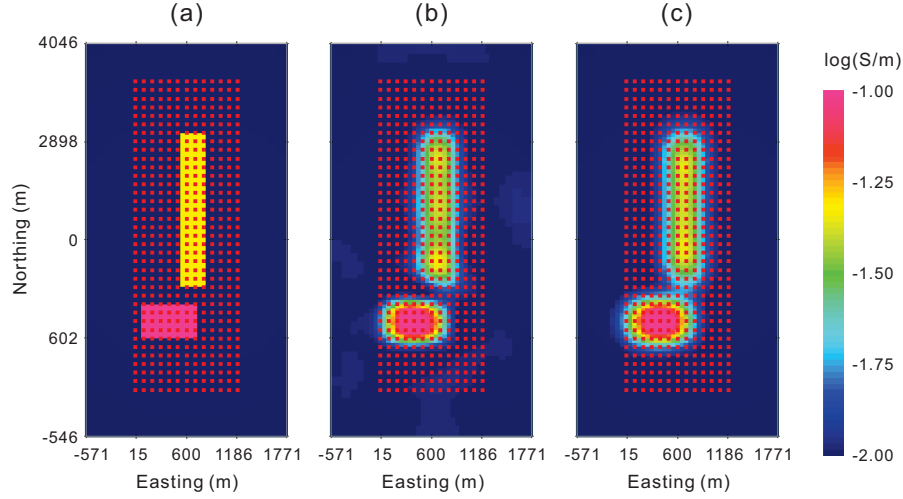 (a) (b) (c)
log(S/m)
4046
2898
0
602
-546
Northing (m)
-571 15 600 1186 1771
-571 15 600 1186 1771
-571 15 600 1186 1771
Easting (m) Easting (m) Easting (m)
-1.00
-1.25
-1.50
-1.75
-2.00